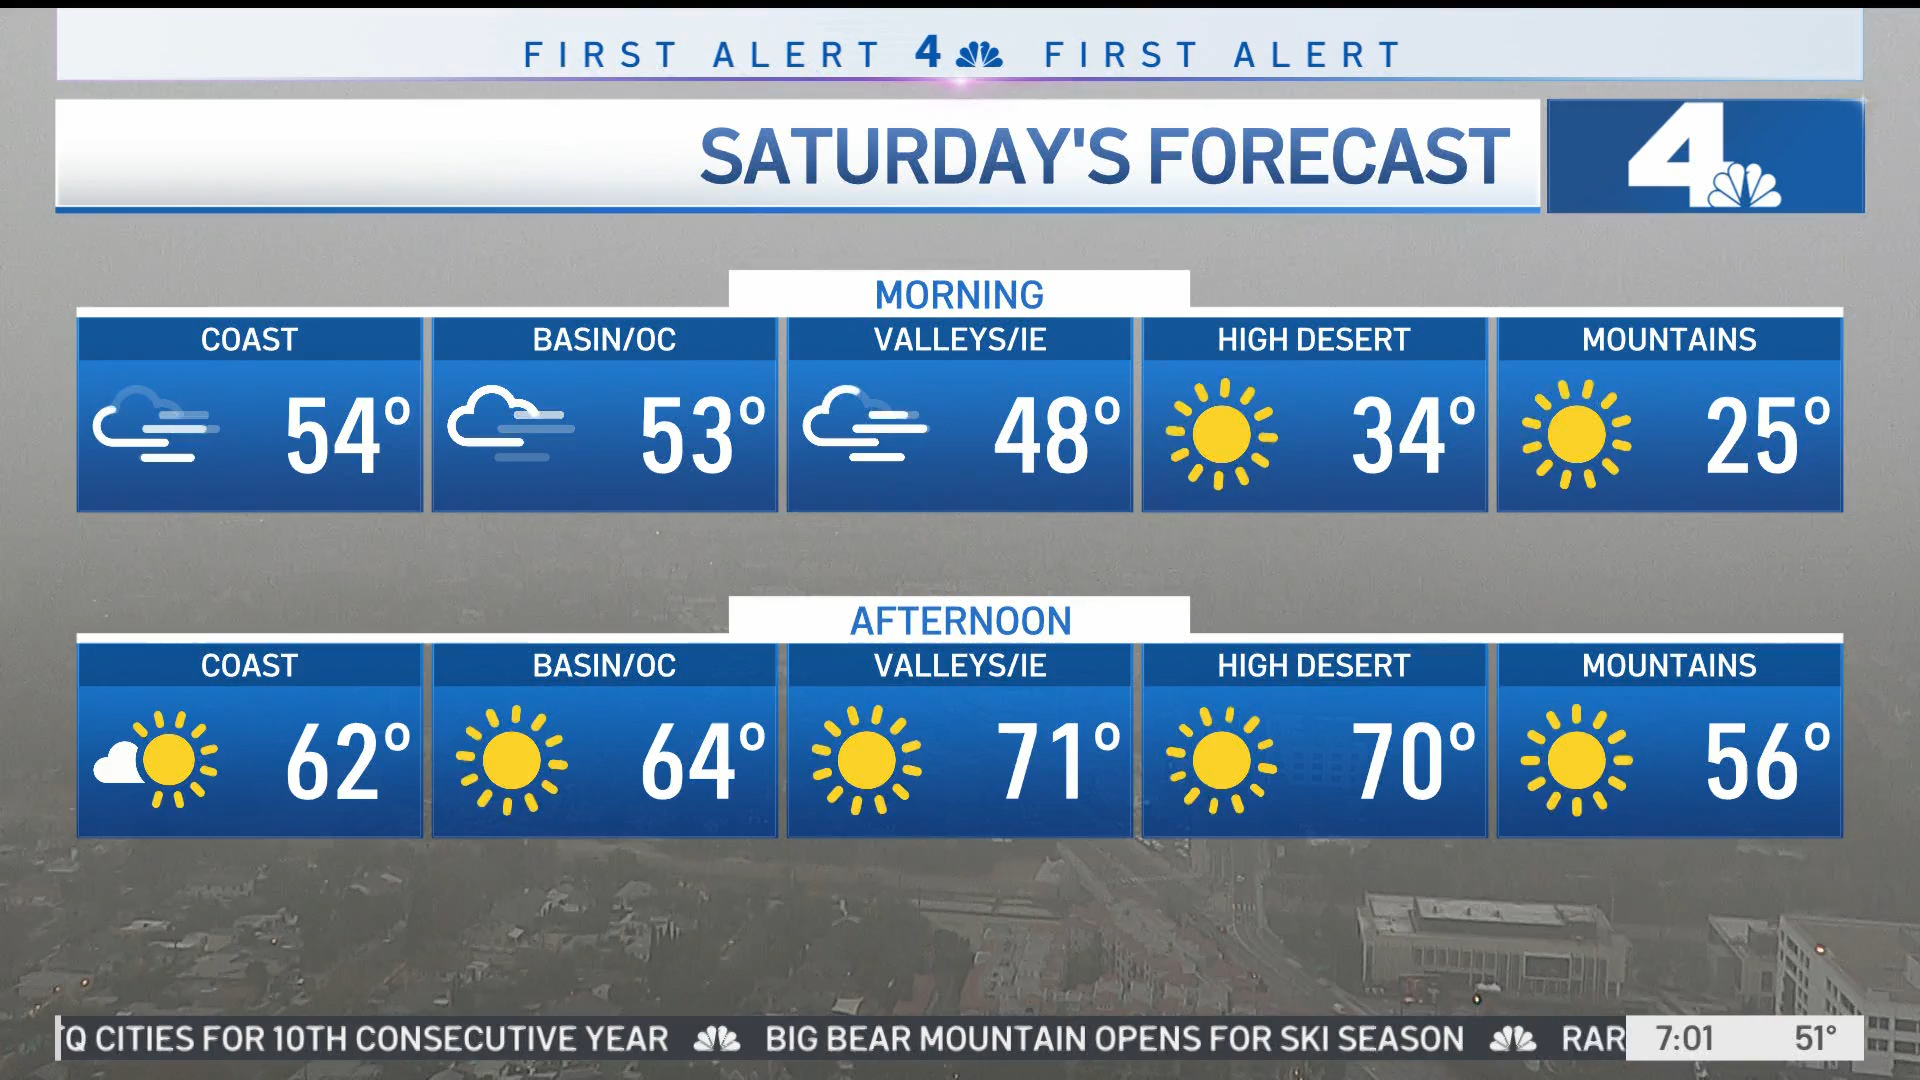 FIRST ALERT 4 FIRST ALERT
SATURDAY'S FORECAST
4
MORNING
COAST BASIN/OC VALLEYS/IE HIGH DESERT MOUNTAINS
54° 53° 48° 34° 25°
AFTERNOON
COAST BASIN/OC VALLEYS/IE HIGH DESERT MOUNTAINS
62° 64° 71° 70° 56°
Q CITIES FOR 10TH CONSECUTIVE YEAR BIG BEAR MOUNTAIN OPENS FOR SKI SEASON RAR 7:01 51°